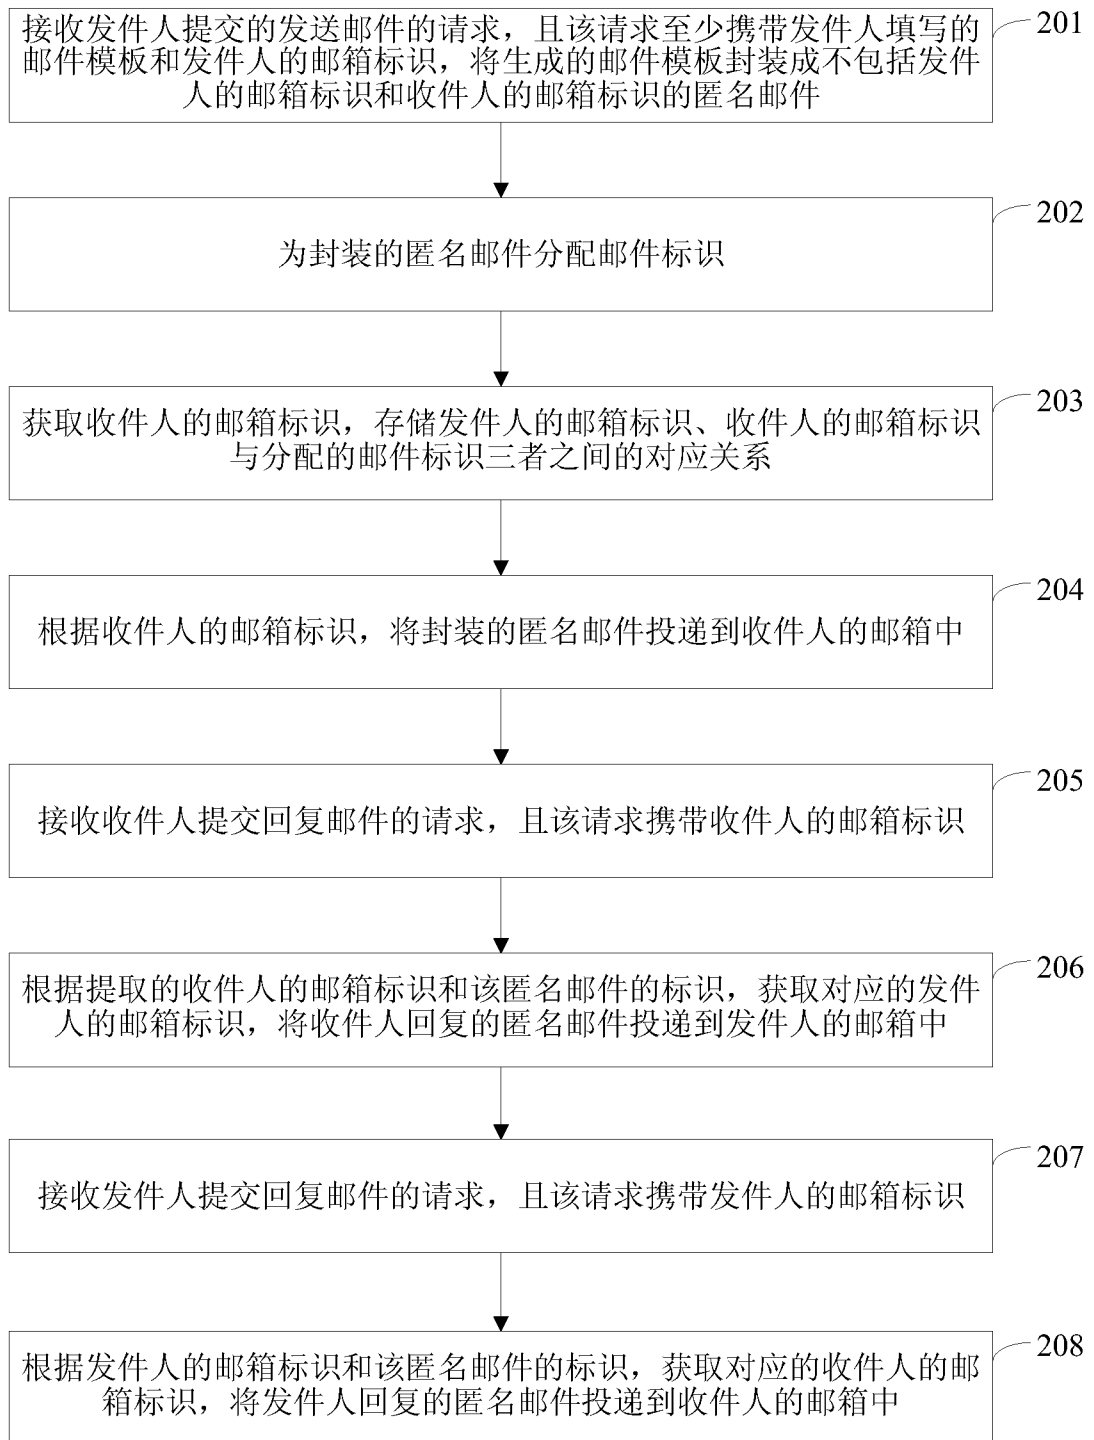 接收发件人提交的发送邮件的请求，且该请求至少携带发件人填写的
邮件模板和发件人的邮箱标识，将生成的邮件模板封装成不包括发件
人的邮箱标识和收件人的邮箱标识的匿名邮件
201
为封装的匿名邮件分配邮件标识
202
获取收件人的邮箱标识，存储发件人的邮箱标识、收件人的邮箱标识
与分配的邮件标识三者之间的对应关系
203
根据收件人的邮箱标识，将封装的匿名邮件投递到收件人的邮箱中
204
接收收件人提交回复邮件的请求，且该请求携带收件人的邮箱标识
205
根据提取的收件人的邮箱标识和该匿名邮件的标识，获取对应的发件
人的邮箱标识，将收件人回复的匿名邮件投递到发件人的邮箱中
206
接收发件人提交回复邮件的请求，且该请求携带发件人的邮箱标识
207
根据发件人的邮箱标识和该匿名邮件的标识，获取对应的收件人的邮
箱标识，将发件人回复的匿名邮件投递到收件人的邮箱中
208